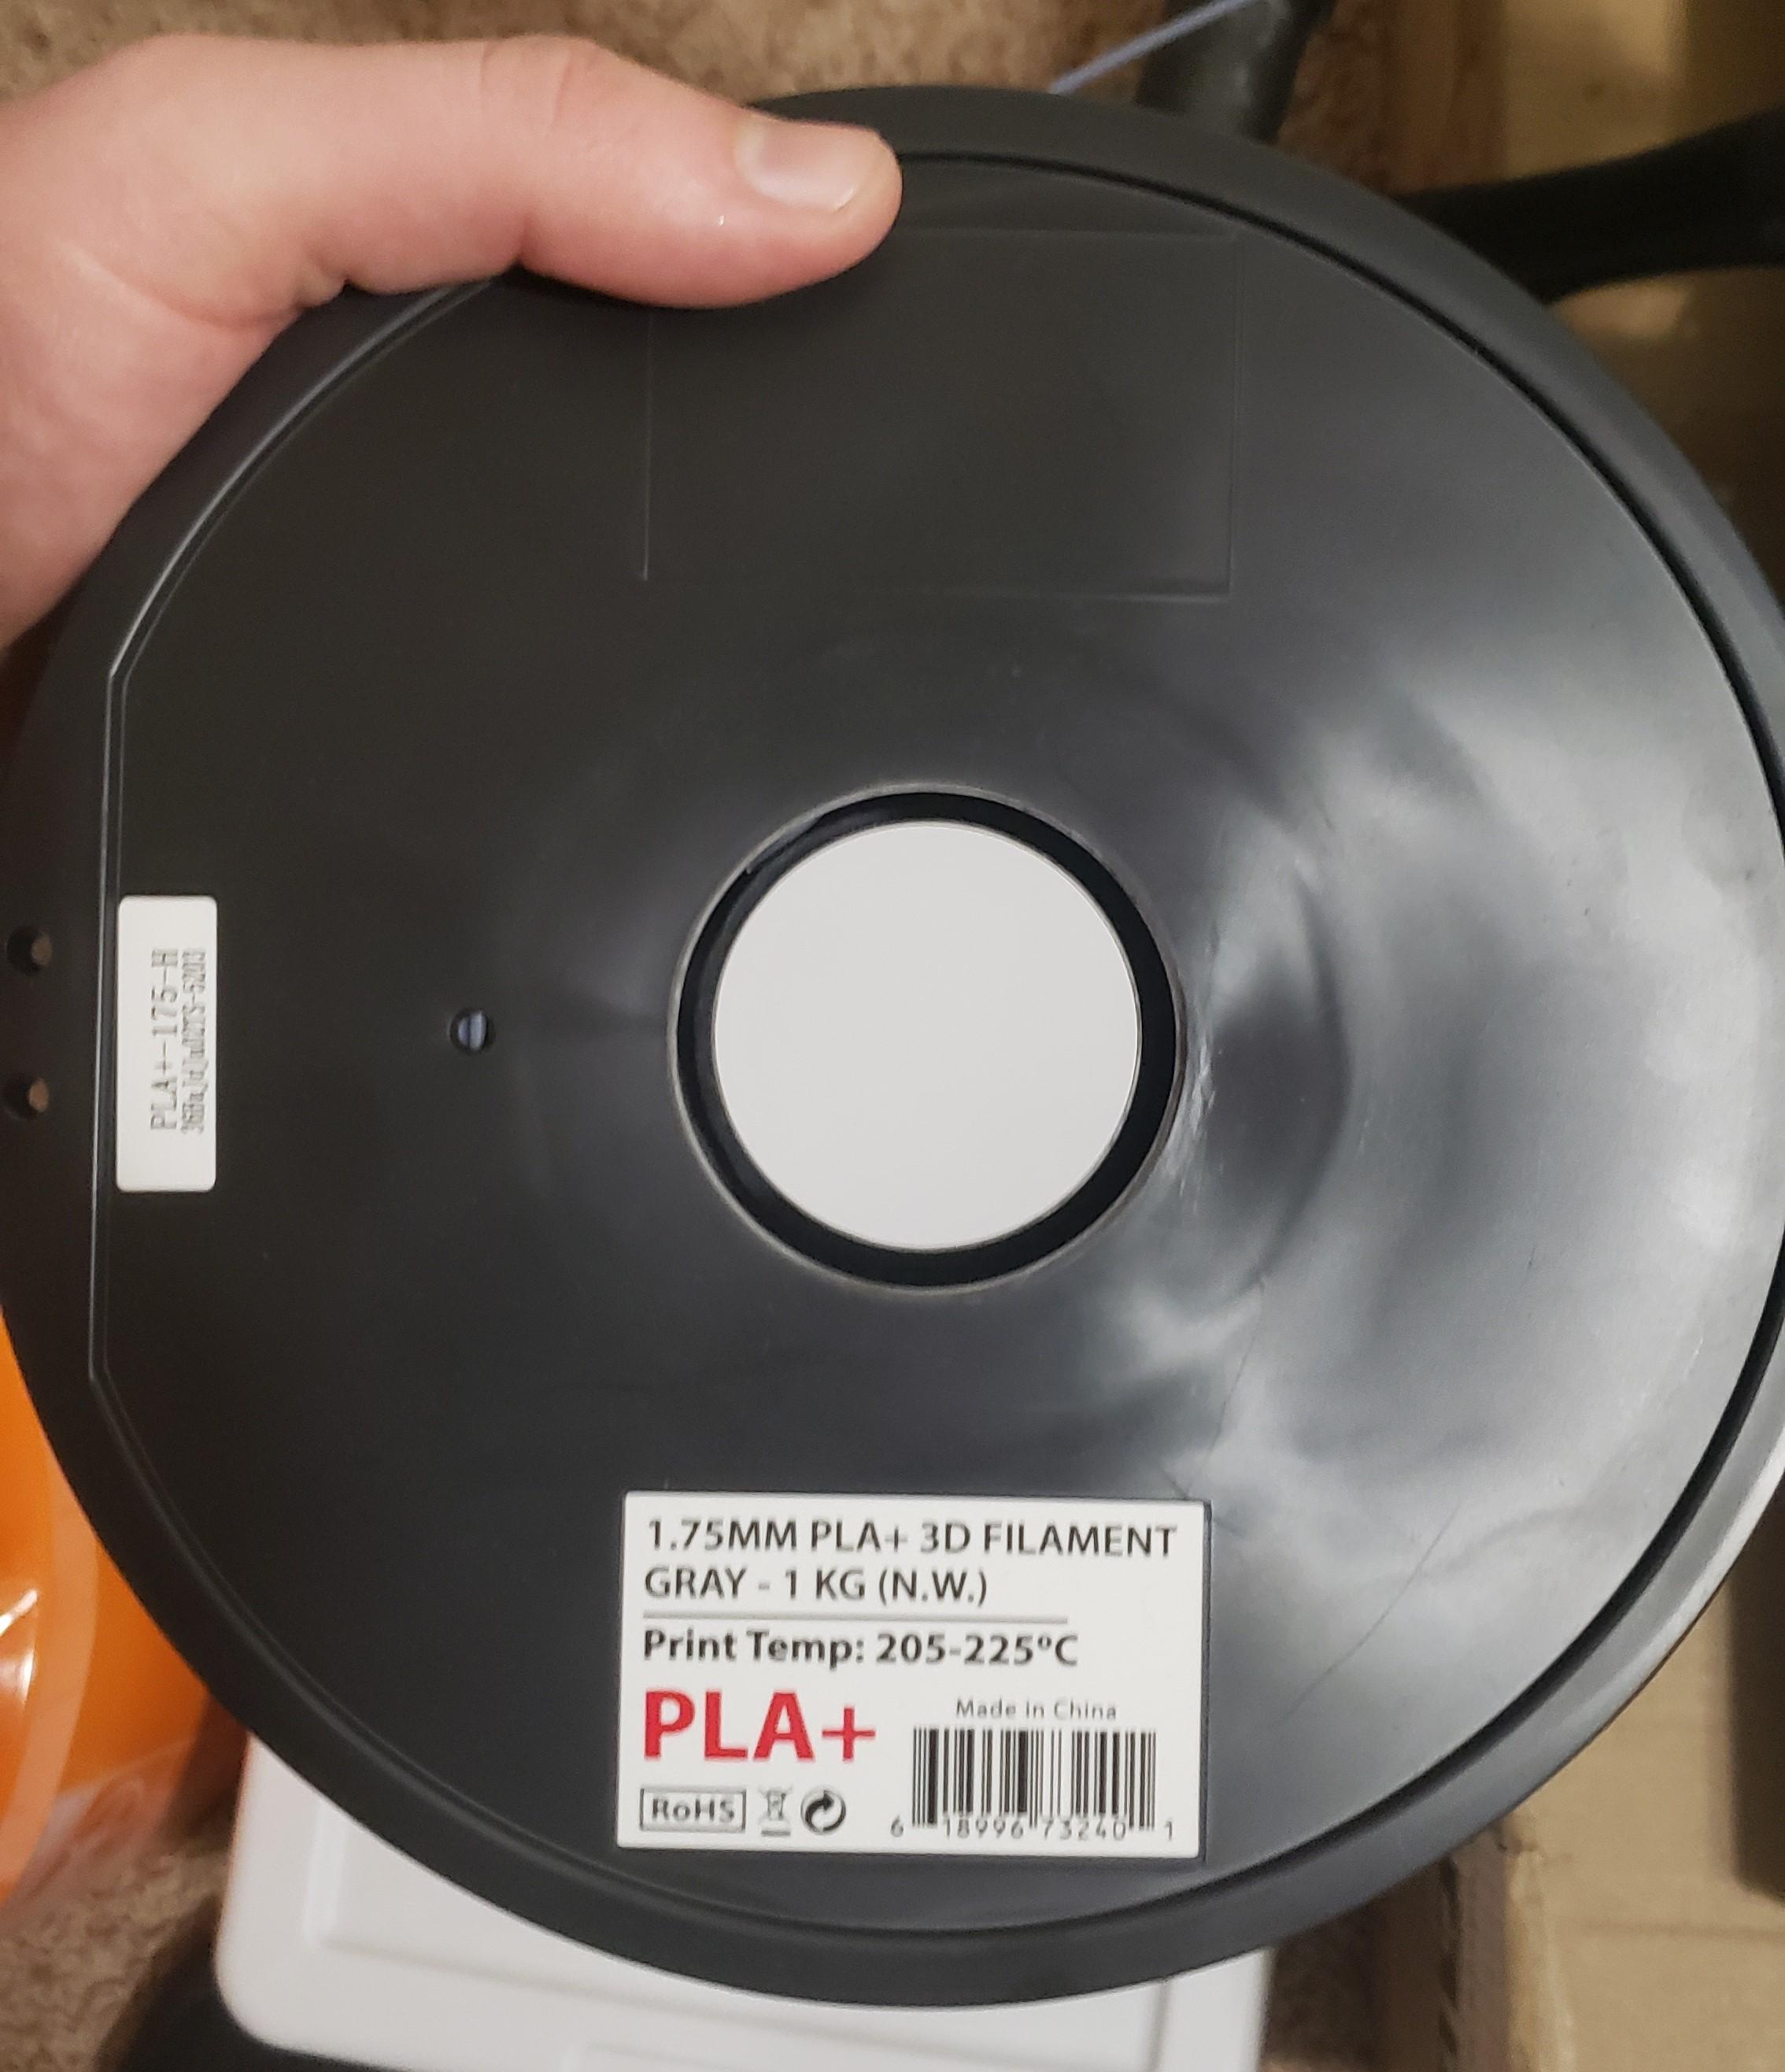 PLA+-175-H
1.75MM PLA+ 3D FILAMENT
GRAY - 1 KG (N.W.)
Print Temp: 205-225ºC
PLA+
Made in China
RoHS
6 18996 73240 1